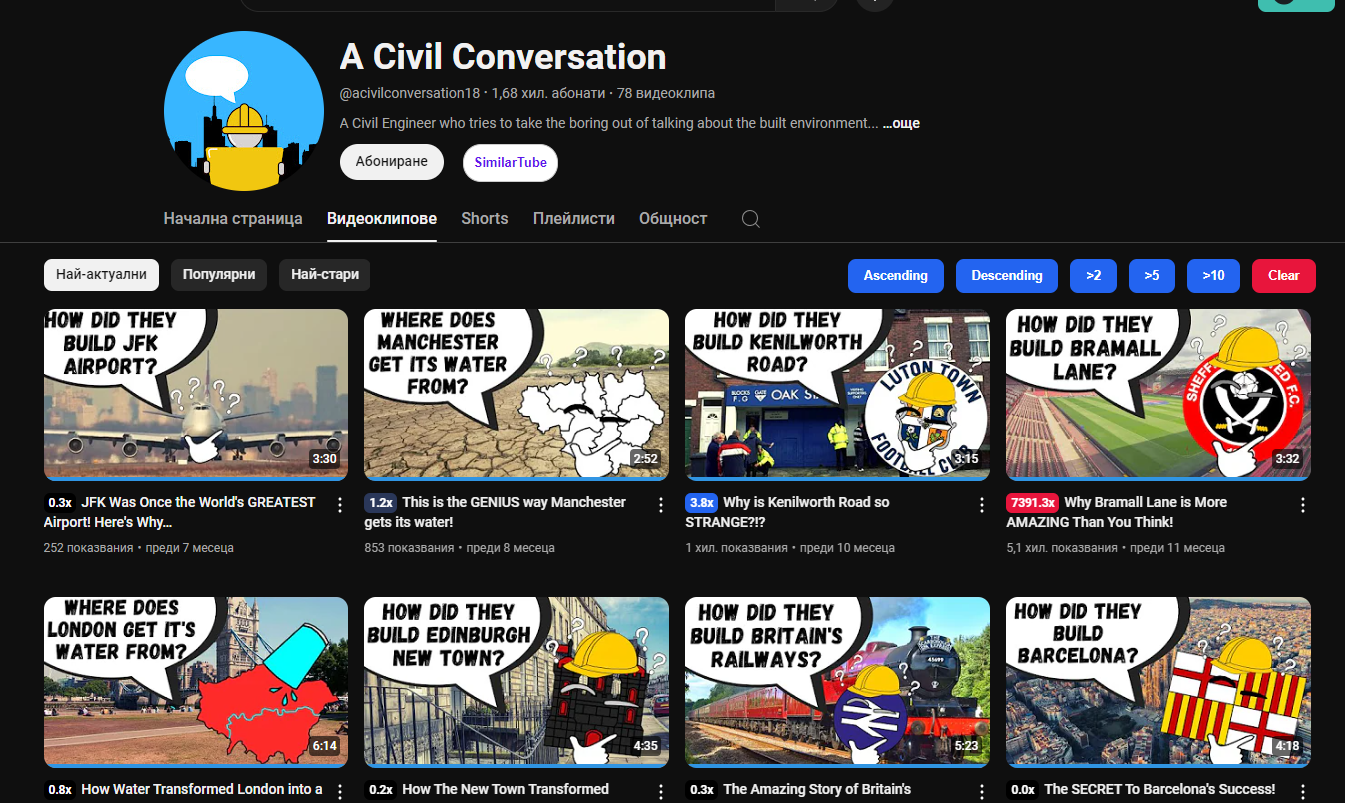 A Civil Conversation
@acivilconversation18 · 1,68 хил. абонати · 78 видеоклипа
A Civil Engineer who tries to take the boring out of talking about the built environment... ...още
Абониране
SimilarTube
Начална страница
Видеоклипове
Shorts
Плейлисти
Общност
Най-актуални
Популярни
Най-стари
Ascending
Descending
>2
>5
>10
Clear
HOW DID THEY
BUILD JFK
AIRPORT?
? ? ? ?
3:30
0.3x JFK Was Once the World's GREATEST
Airport! Here's Why...
252 показвания • преди 7 месеца
WHERE DOES
MANCHESTER
GET ITS WATER
FROM?
? ? ? ?
2:52
1.2x This is the GENIUS way Manchester
gets its water!
853 показвания • преди 8 месеца
HOW DID THEY
BUILD KENILWORTH
ROAD?
OAK
LUTON TOWN
FOOTBALL CLUB
3:15
3.8x Why is Kenilworth Road so
STRANGE?!?
1 хил. показвания • преди 10 месеца
HOW DID THEY
BUILD BRAMALL
LANE?
3:32
7391.3x Why Bramall Lane is More
AMAZING Than You Think!
5,1 хил. показвания • преди 11 месеца
WHERE DOES
LONDON GET IT'S
WATER FROM?
6:14
0.8x How Water Transformed London into a
HOW DID THEY
BUILD EDINBURGH
NEW TOWN?
4:35
0.2x How The New Town Transformed
HOW DID THEY
BUILD BRITAIN'S
RAILWAYS?
45699
5:23
0.3x The Amazing Story of Britain's
HOW DID THEY
BUILD
BARCELONA?
4:18
0.0x The SECRET To Barcelona's Success!